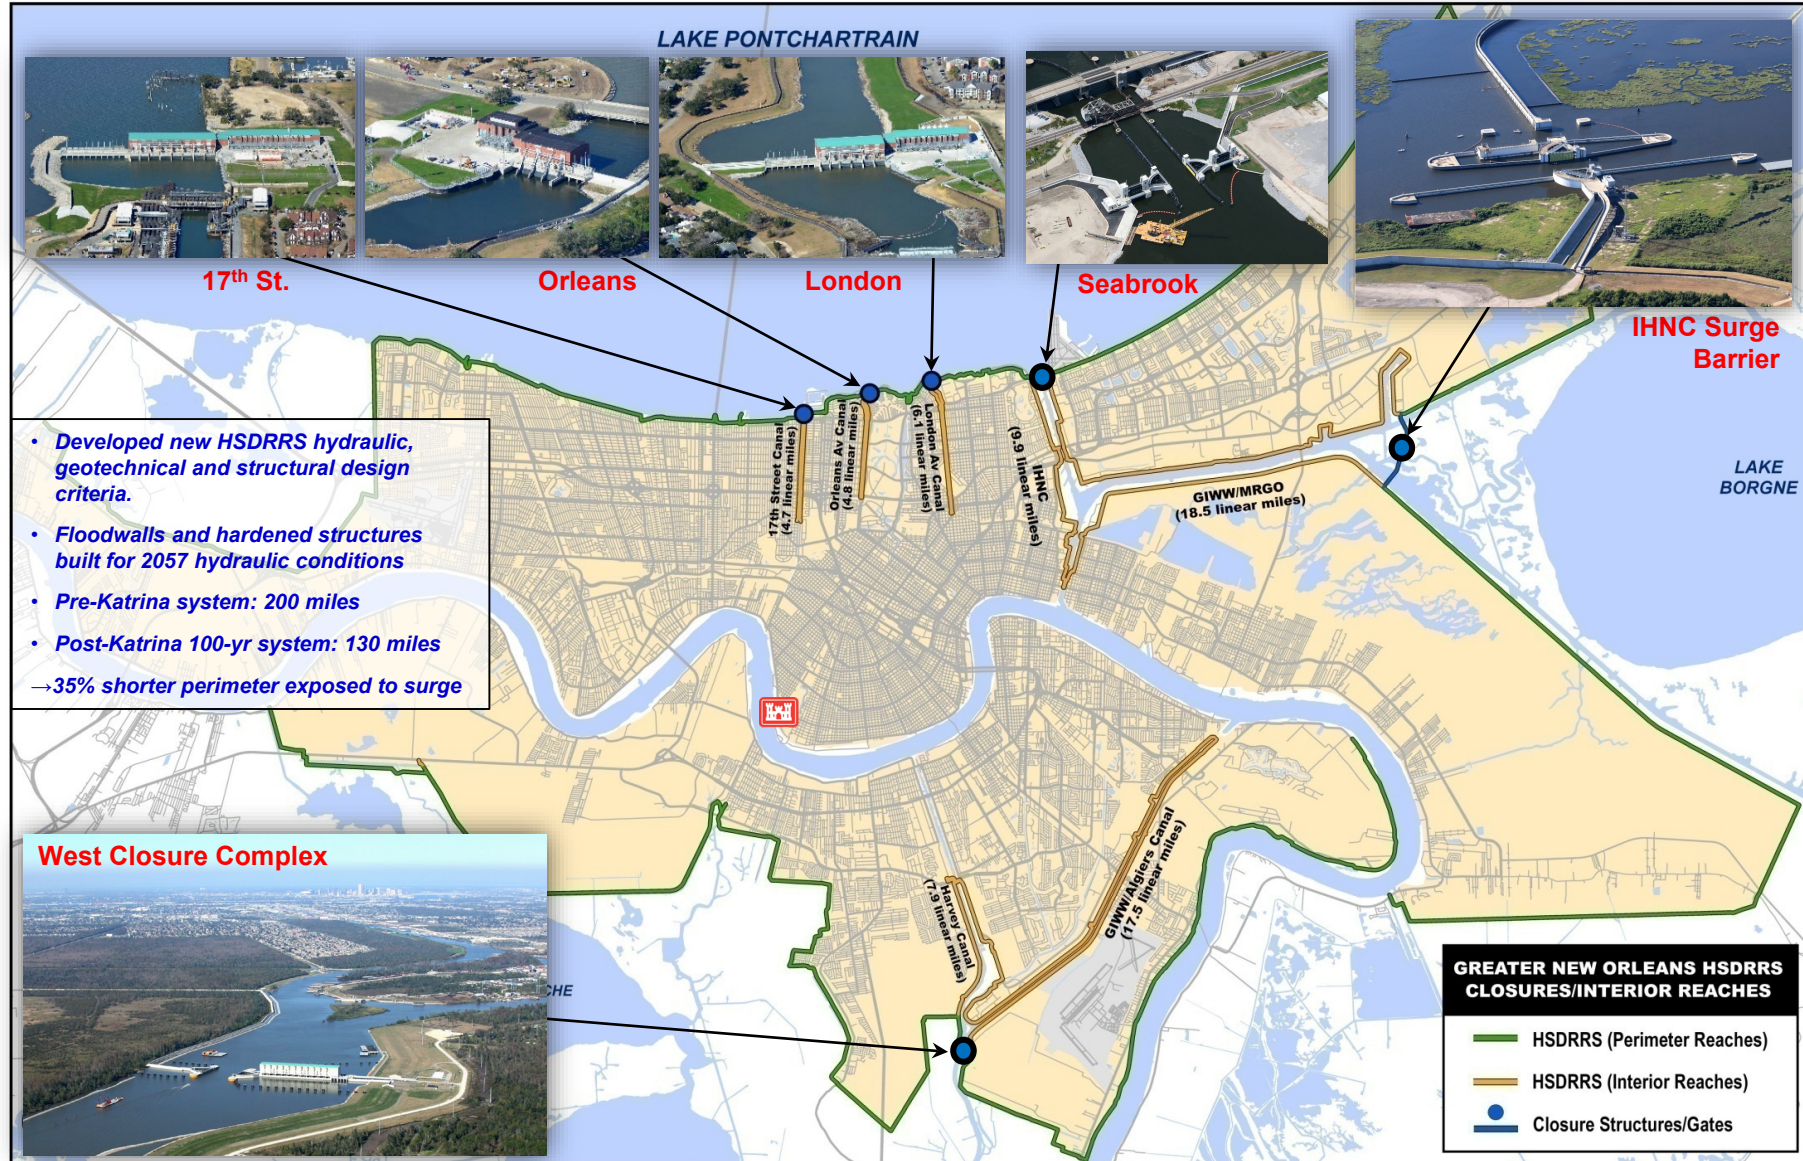 LAKE PONTCHARTRAIN
17th St.
Orleans
London
Seabrook
IHNC Surge
Barrier
• Developed new HSDRRS hydraulic,
geotechnical and structural design
criteria.
• Floodwalls and hardened structures
built for 2057 hydraulic conditions
• Pre-Katrina system: 200 miles
• Post-Katrina 100-yr system: 130 miles
→35% shorter perimeter exposed to surge
17th Street Canal
(4.7 linear miles)
Orleans Av Canal
(4.8 linear miles)
London Av Canal
(6.1 linear miles)
IHNC
(9.9 linear miles)
GIWW/MRGO
(18.5 linear miles)
LAKE
BORGNE
Harvey Canal
(7.9 linear miles)
GIWW/Algiers Canal
(17.5 linear miles)
West Closure Complex
CHE
GREATER NEW ORLEANS HSDRRS
CLOSURES/INTERIOR REACHES
HSDRRS (Perimeter Reaches)
HSDRRS (Interior Reaches)
Closure Structures/Gates